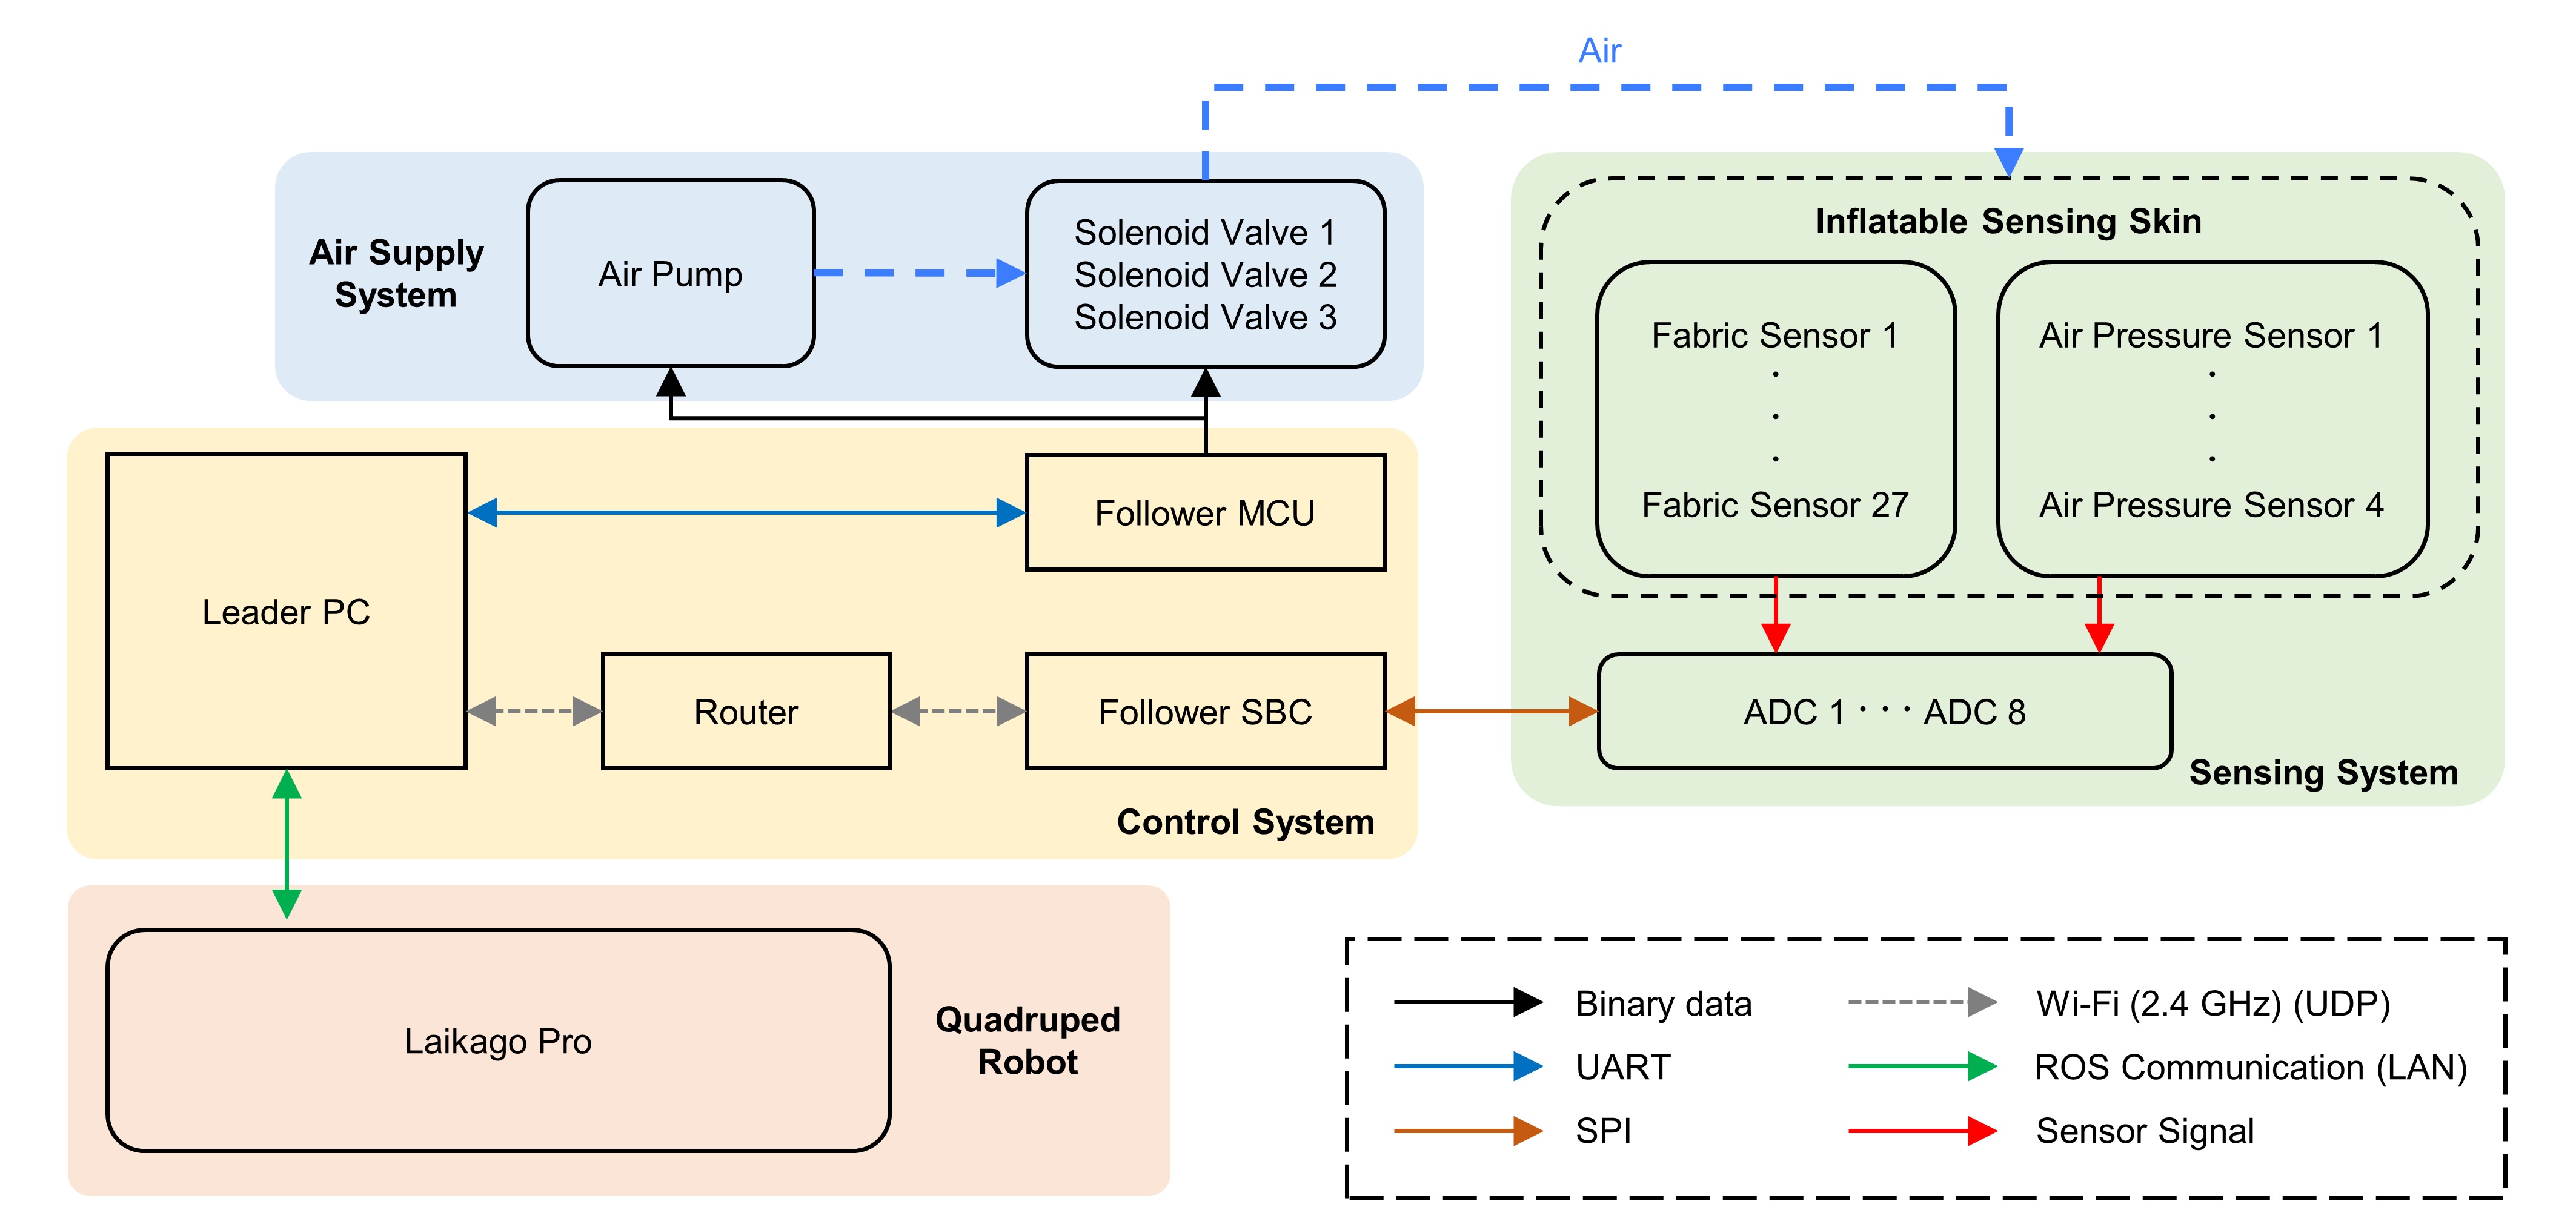 Air
Air Supply
System
Air Pump
Solenoid Valve 1
Solenoid Valve 2
Solenoid Valve 3
Inflatable Sensing Skin
Fabric Sensor 1
.
.
.
Fabric Sensor 27
Air Pressure Sensor 1
.
.
.
Air Pressure Sensor 4
Leader PC
Follower MCU
Router
Follower SBC
Control System
ADC 1 · · · ADC 8
Sensing System
Laikago Pro
Quadruped
Robot
Binary data
UART
SPI
Wi-Fi (2.4 GHz) (UDP)
ROS Communication (LAN)
Sensor Signal